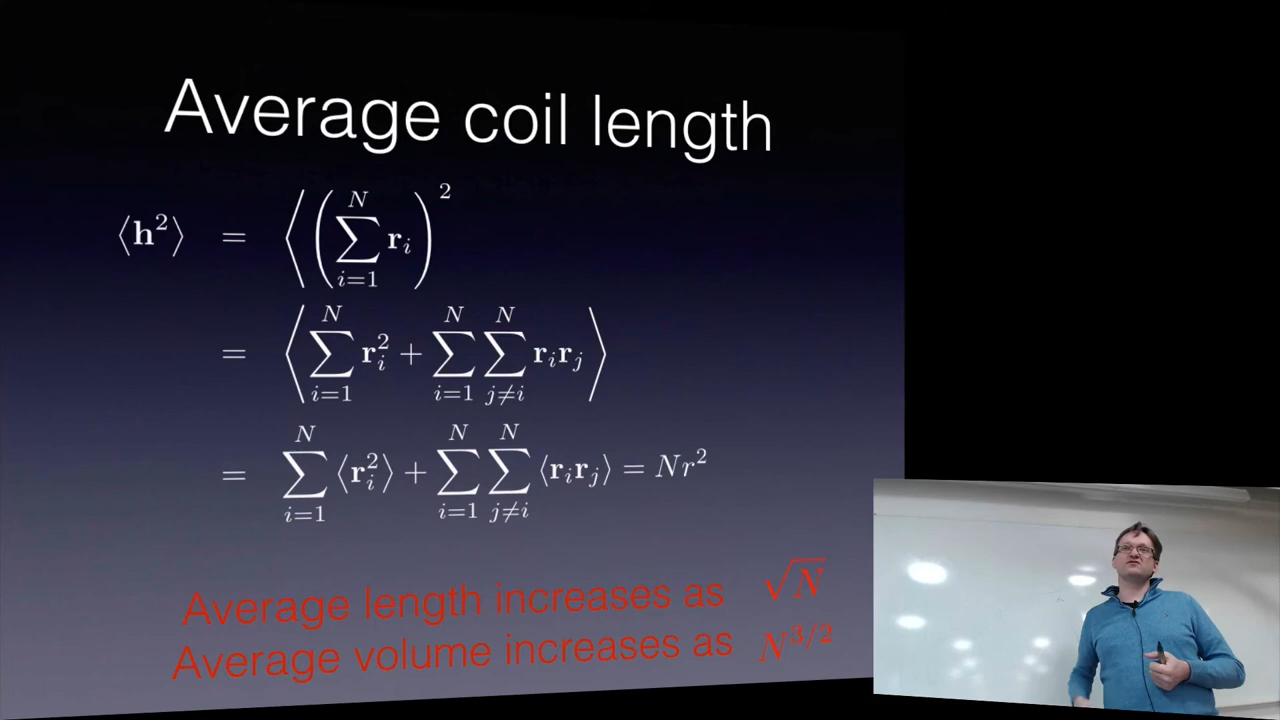 Average coil length
⟨h²⟩ = ⟨(∑_{i=1}^{N} r_i)²
= ⟨∑_{i=1}^{N} r_i² + ∑_{i=1}^{N} ∑_{j≠i}^{N} r_i r_j⟩
= ∑_{i=1}^{N} ⟨r_i²⟩ + ∑_{i=1}^{N} ∑_{j≠i}^{N} ⟨r_i r_j⟩ = Nr²
Average length increases as √N
Average volume increases as N^{3/2}